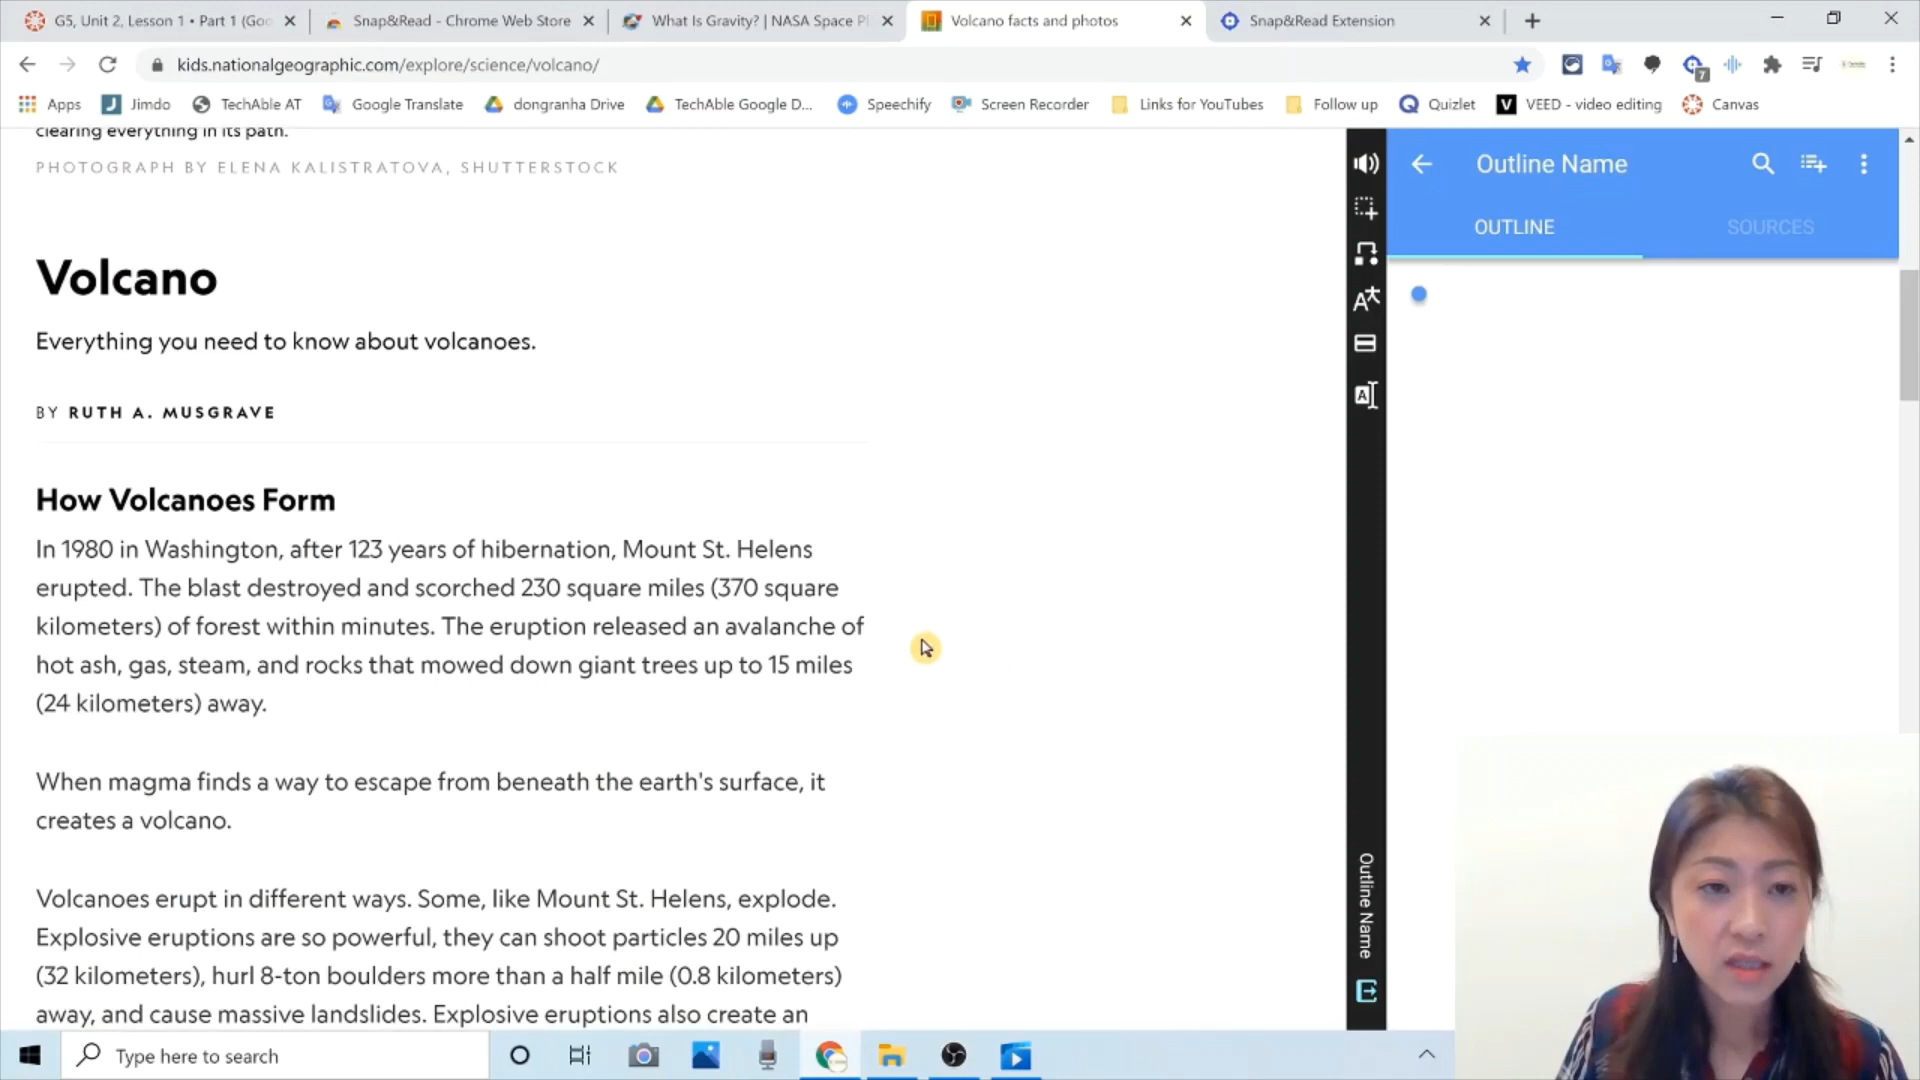 G5, Unit 2, Lesson 1 • Part 1 (Goo
Snap&Read - Chrome Web Store
What Is Gravity? | NASA Space Pl
Volcano facts and photos
Snap&Read Extension
kids.nationalgeographic.com/explore/science/volcano/
7
Apps
Jimdo
TechAble AT
Google Translate
dongranha Drive
TechAble Google D...
Speechify
Screen Recorder
Links for YouTubes
Follow up
Quizlet
VEED - video editing
Canvas
clearing everything in its path.
PHOTOGRAPH BY ELENA KALISTRATOVA, SHUTTERSTOCK
Volcano
Everything you need to know about volcanoes.
BY RUTH A. MUSGRAVE
How Volcanoes Form
In 1980 in Washington, after 123 years of hibernation, Mount St. Helens
erupted. The blast destroyed and scorched 230 square miles (370 square
kilometers) of forest within minutes. The eruption released an avalanche of
hot ash, gas, steam, and rocks that mowed down giant trees up to 15 miles
(24 kilometers) away.
When magma finds a way to escape from beneath the earth's surface, it
creates a volcano.
Volcanoes erupt in different ways. Some, like Mount St. Helens, explode.
Explosive eruptions are so powerful, they can shoot particles 20 miles up
(32 kilometers), hurl 8-ton boulders more than a half mile (0.8 kilometers)
away, and cause massive landslides. Explosive eruptions also create an
Outline Name
OUTLINE
SOURCES
Outline Name
Type here to search